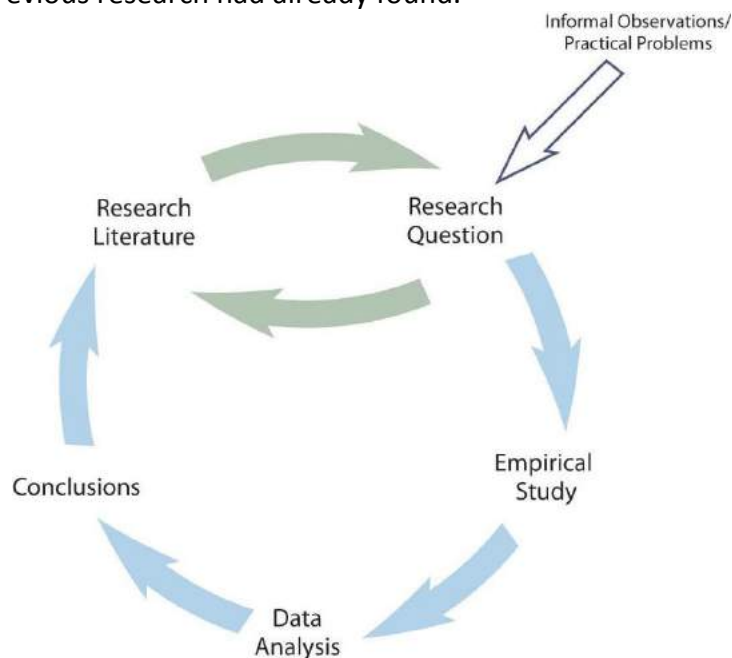 evious research had already found.
Informal Observations/
Practical Problems
Research
Literature
Research
Question
Empirical
Study
Conclusions
Data
Analysis